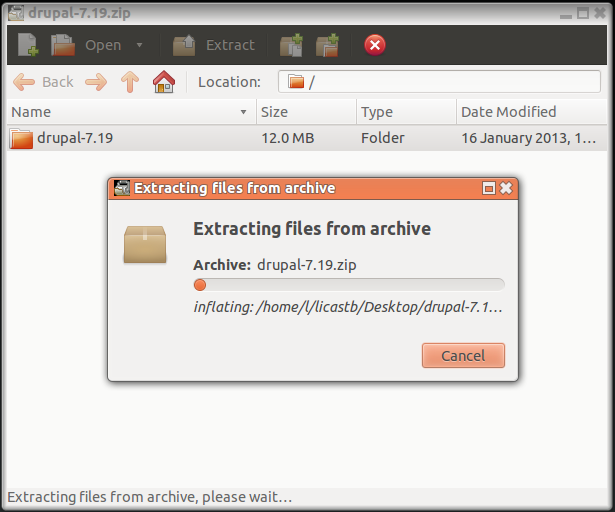 drupal-7.19.zip
Open Extract
Back Location: /
Name Size Type Date Modified
drupal-7.19 12.0 MB Folder 16 January 2013, 1…
Extracting files from archive
Extracting files from archive
Archive: drupal-7.19.zip
inflating: /home/l/licastb/Desktop/drupal-7.1…
Cancel
Extracting files from archive, please wait…